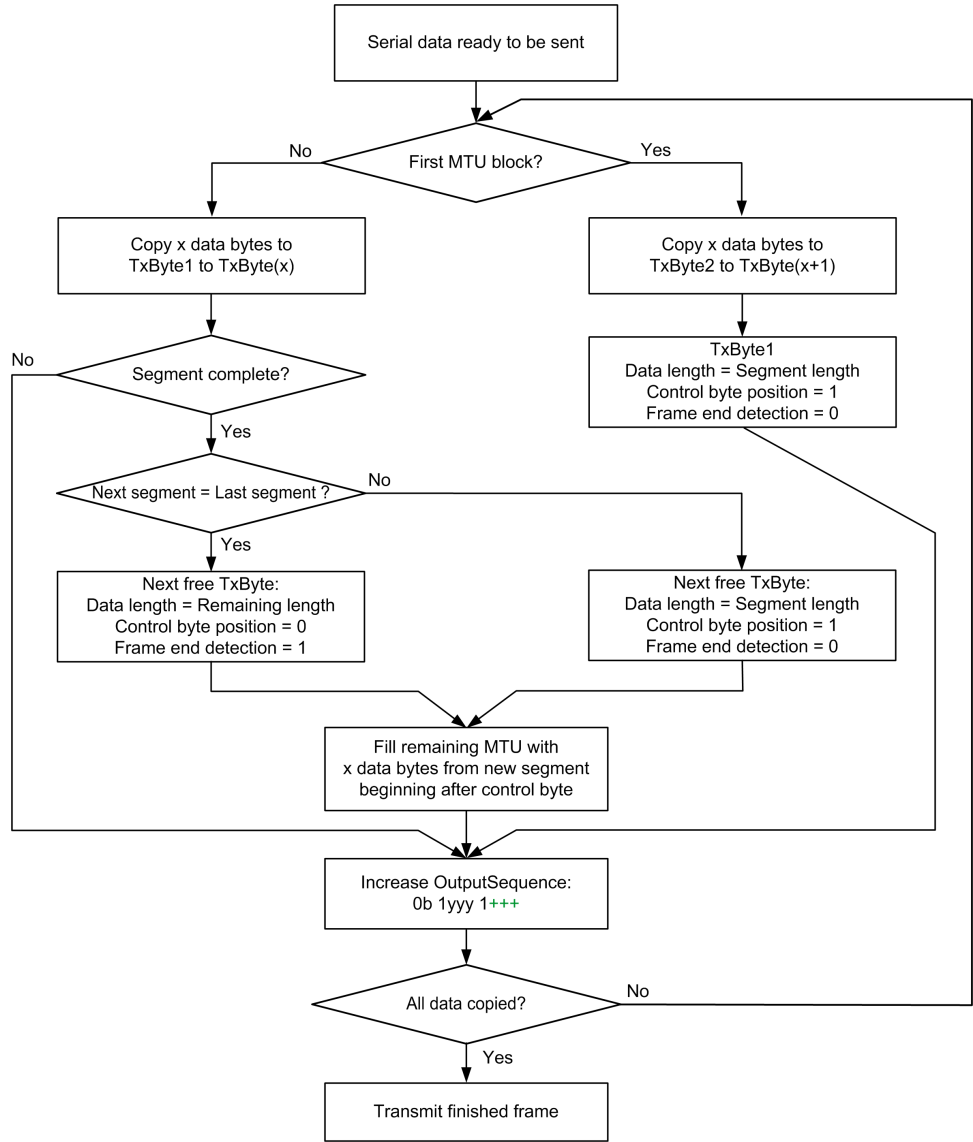 Serial data ready to be sent
First MTU block?
No
Yes
Copy x data bytes to
TxByte1 to TxByte(x)
Copy x data bytes to
TxByte2 to TxByte(x+1)
TxByte1
Data length = Segment length
Control byte position = 1
Frame end detection = 0
No
Segment complete?
Yes
Next segment = Last segment ?
No
Yes
Next free TxByte:
Data length = Remaining length
Control byte position = 0
Frame end detection = 1
Next free TxByte:
Data length = Segment length
Control byte position = 1
Frame end detection = 0
Fill remaining MTU with
x data bytes from new segment
beginning after control byte
Increase OutputSequence:
0b 1yyy 1+++
All data copied?
No
Yes
Transmit finished frame